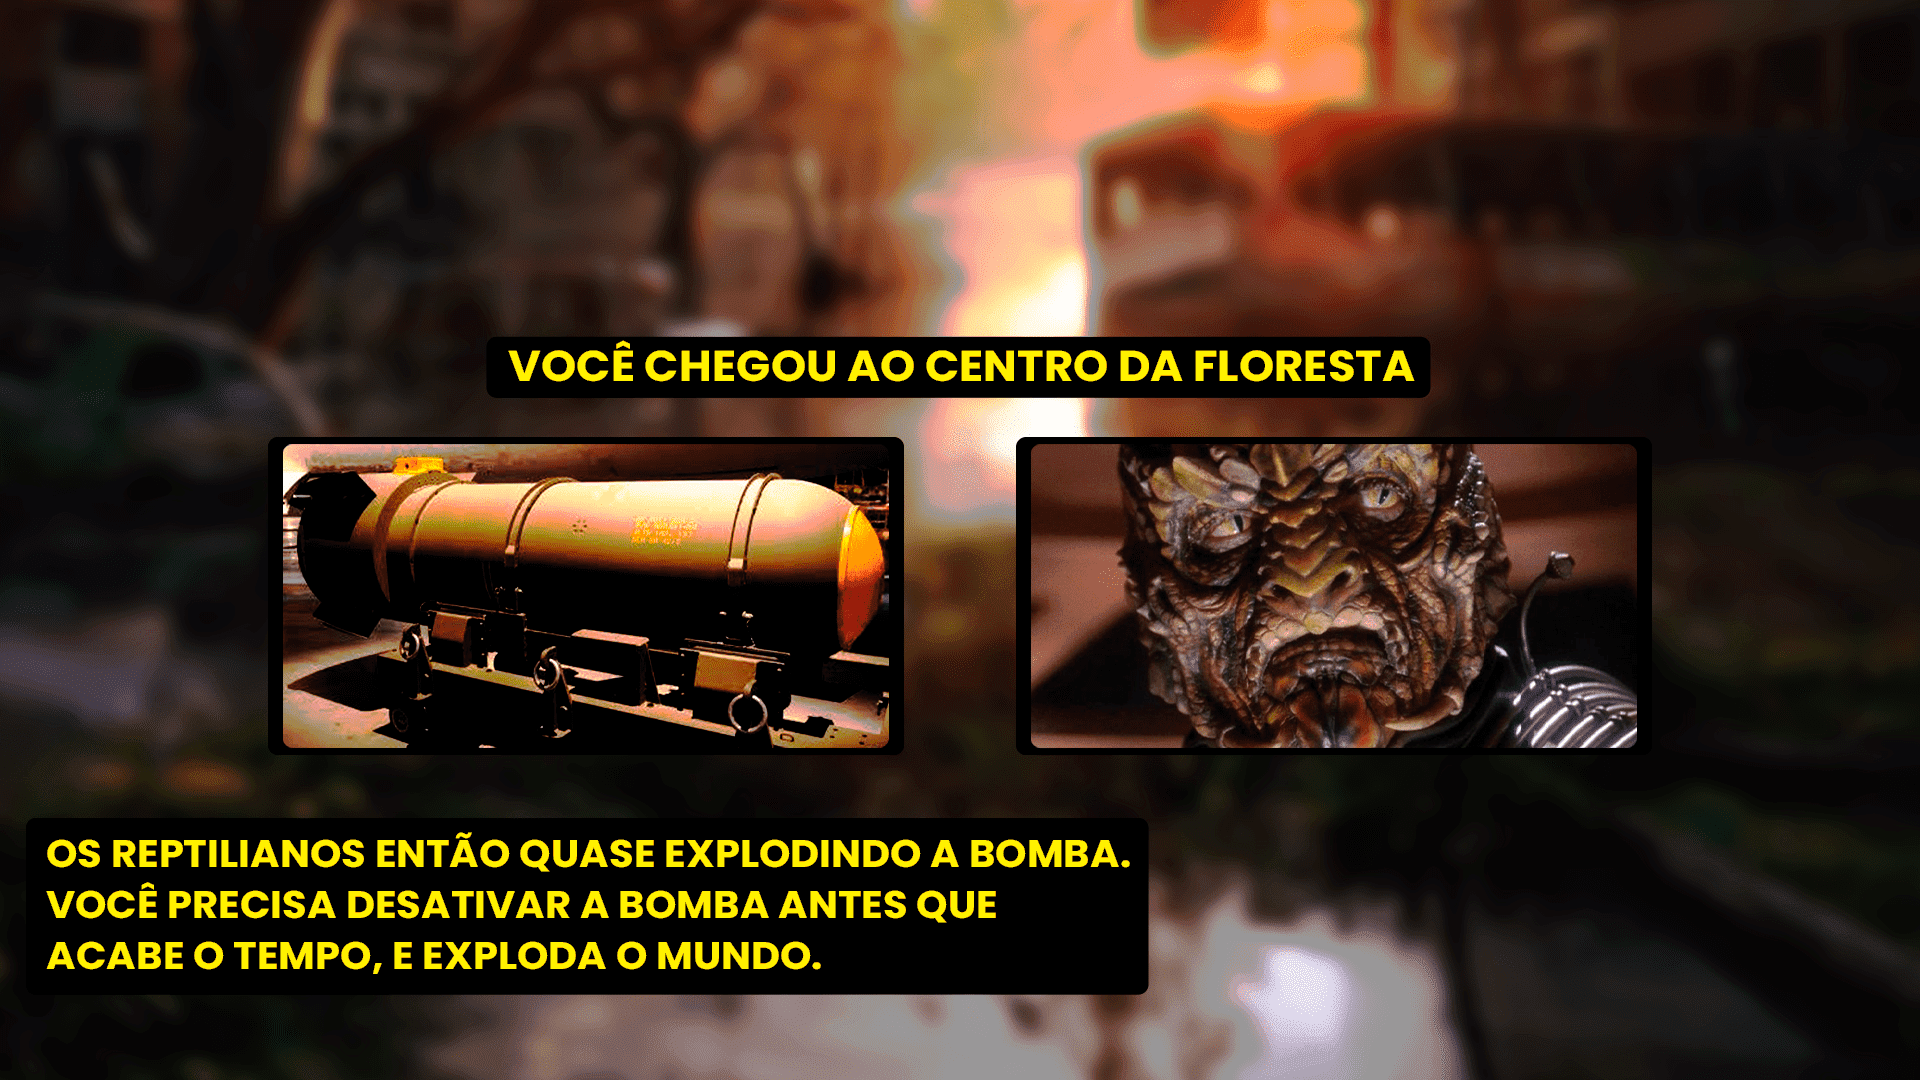 VOCÊ CHEGOU AO CENTRO DA FLORESTA
OS REPTILIANOS ENTÃO QUASE EXPLODINDO A BOMBA.
VOCÊ PRECISA DESATIVAR A BOMBA ANTES QUE
ACABE O TEMPO, E EXPLODA O MUNDO.